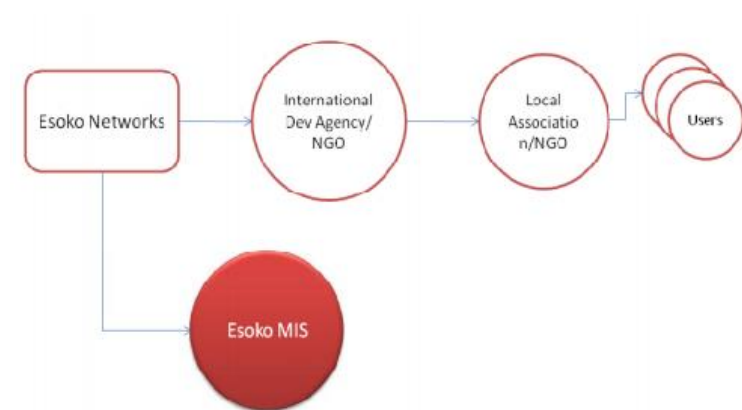 Esoko Networks
International
Dev Agency/
NGO
Local
Associatio
n/NGO
Users
Esoko MIS